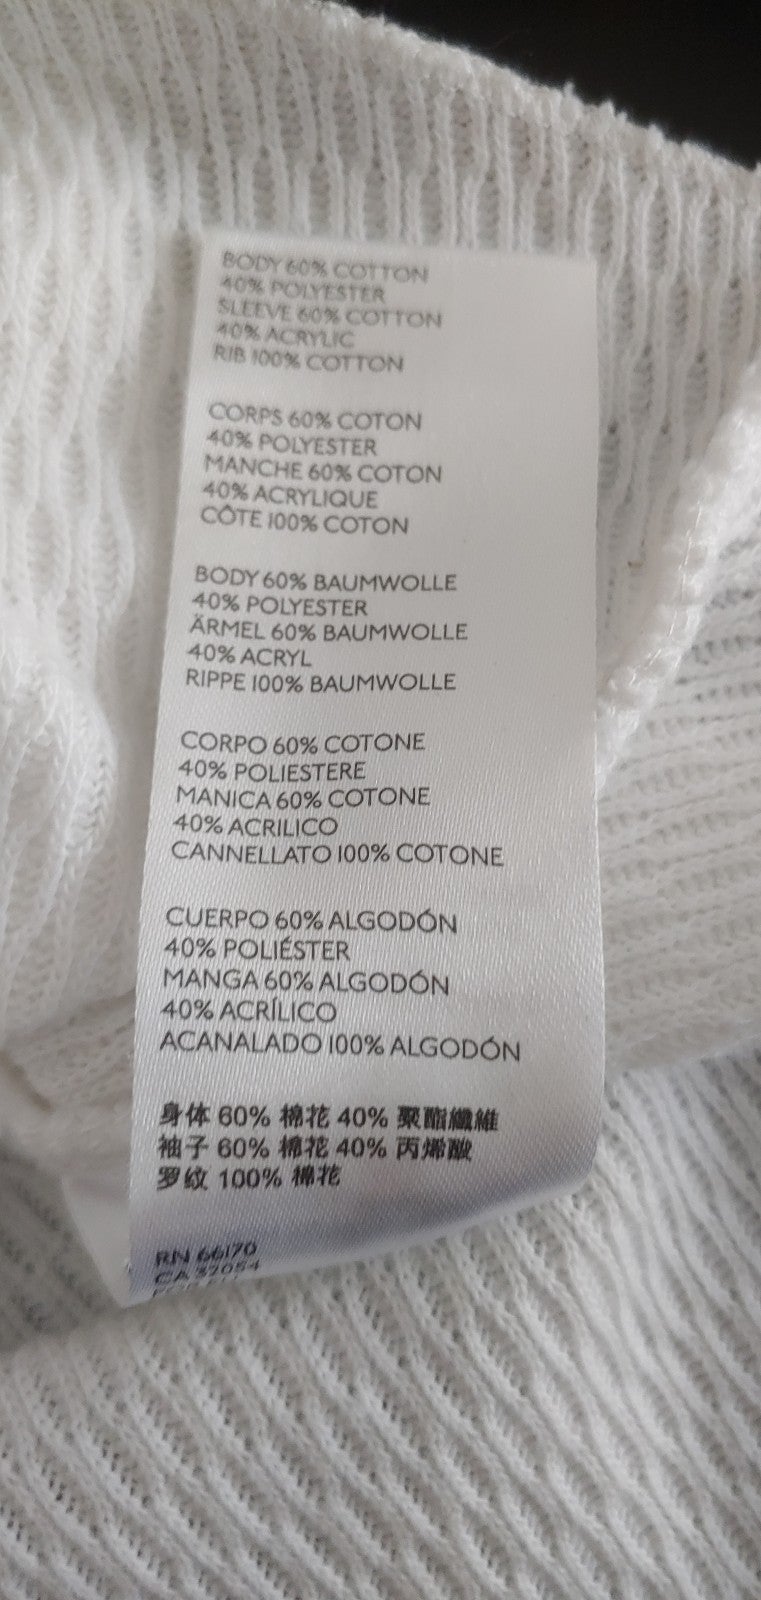 BODY 60% COTTON
40% POLYESTER
SLEEVE 60% COTTON
40% ACRYLIC
RIB 100% COTTON
CORPS 60% COTON
40% POLYESTER
MANCHE 60% COTON
40% ACRYLIQUE
CÔTE 100% COTON
BODY 60% BAUMWOLLE
40% POLYESTER
ÄRMEL 60% BAUMWOLLE
40% ACRYL
RIPPE 100% BAUMWOLLE
CORPO 60% COTONE
40% POLIESTERE
MANICA 60% COTONE
40% ACRILICO
CANNELLATO 100% COTONE
CUERPO 60% ALGODÓN
40% POLIÉSTER
MANGA 60% ALGODÓN
40% ACRÍLICO
ACANALADO 100% ALGODÓN
身体 60% 棉花 40% 聚酯纖維
袖子 60% 棉花 40% 丙烯酸
罗纹 100% 棉花
RN 66170
CA 32054